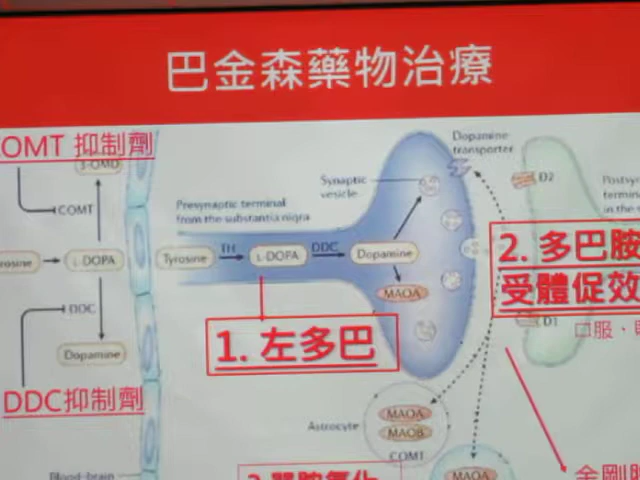 巴金森藥物治療
OMT 抑制劑
L-OMD
COMT
L-DOPA
DDC
Dopamine
DDC抑制劑
Presynaptic terminal
from the substantia nigra
Tyrosine
TH
L-DOPA
DDC
Dopamine
MAOA
Synaptic
vesicle
Dopamine
transporter
D2
D1
1. 左多巴
2. 多巴胺
受體促效
口服、
Astrocyte
MAOA
MAOB
COMT
MAOA
Blood-brain
金剛